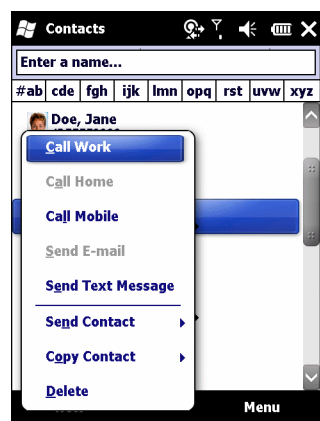 Contacts
Enter a name...
#ab cde fgh ijk lmn opq rst uvw xyz
Doe, Jane
Call Work
Call Home
Call Mobile
Send E-mail
Send Text Message
Send Contact
Copy Contact
Delete
Menu